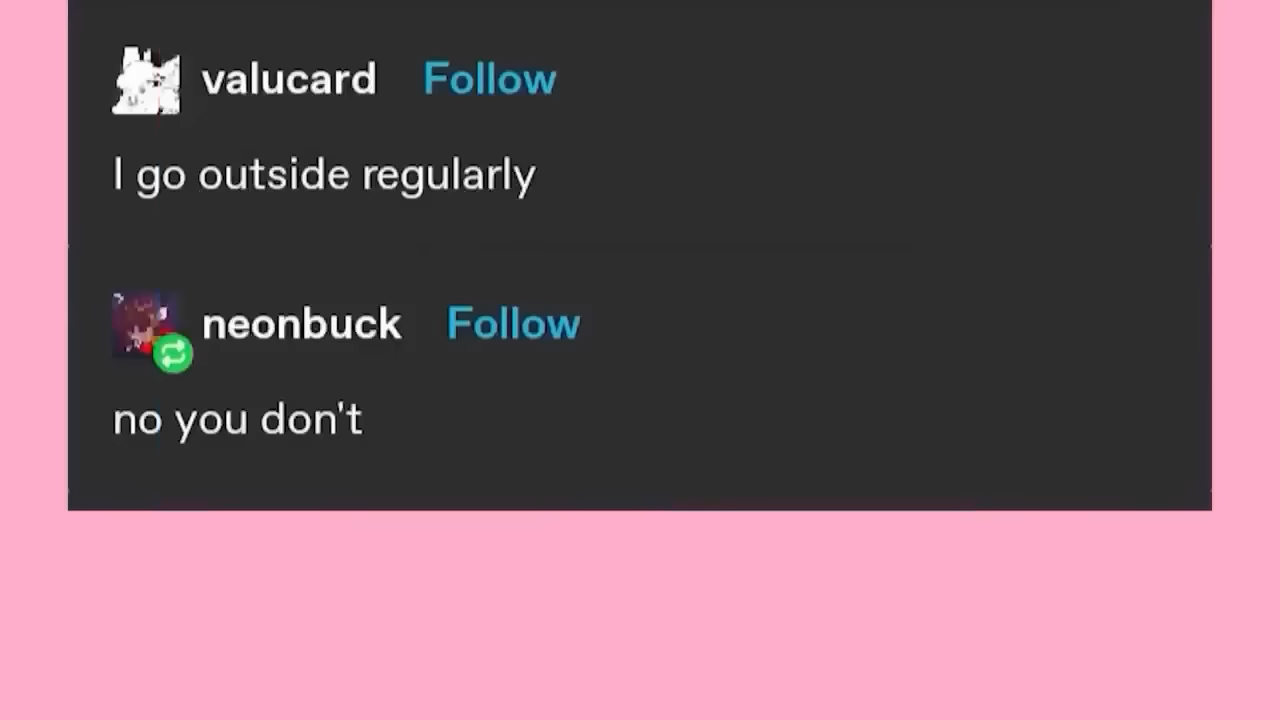 valucard Follow
I go outside regularly
neonbuck Follow
no you don't